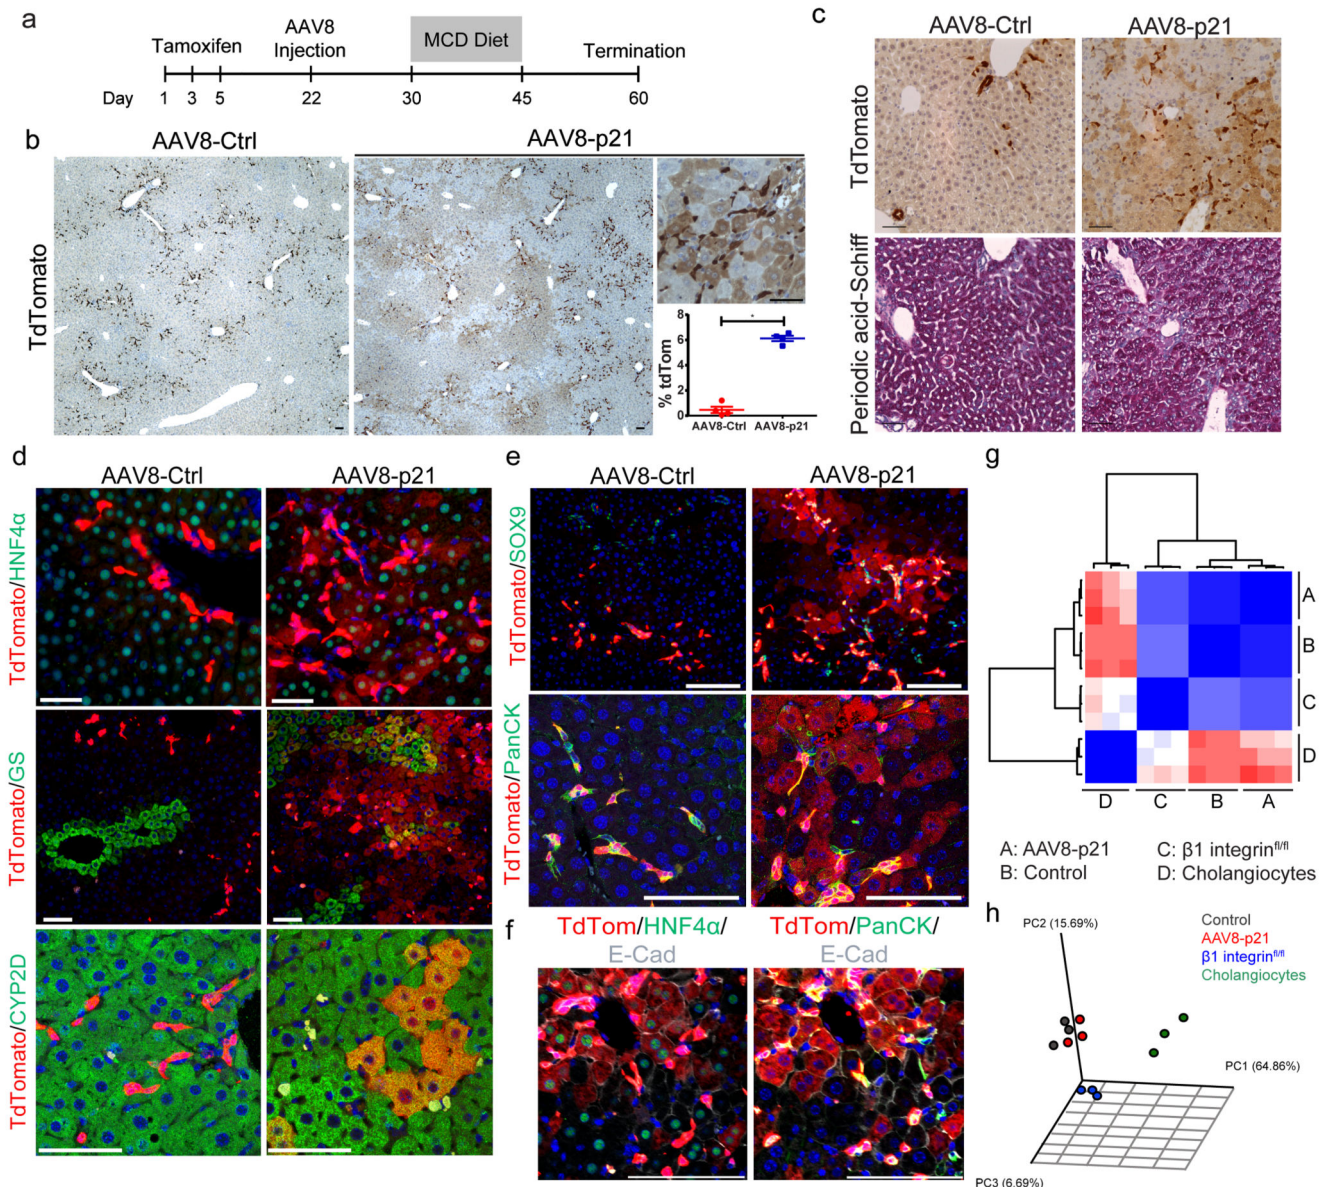 a
Tamoxifen
AAV8
Injection
MCD Diet
Termination
Day
1
3
5
22
30
45
60
b
AAV8-Ctrl
AAV8-p21
TdTomato
% tdTom
8
6
4
2
0
*
AAV8-Ctrl
AAV8-p21
c
AAV8-Ctrl
AAV8-p21
TdTomato
Periodic acid-Schiff
d
AAV8-Ctrl
AAV8-p21
TdTomato/HNF4α
TdTomato/GS
TdTomato/CYP2D
e
AAV8-Ctrl
AAV8-p21
TdTomato/SOX9
TdTomato/PanCK
f
TdTom/HNF4α/
E-Cad
TdTom/PanCK/
E-Cad
g
A
B
C
D
D
C
B
A
A: AAV8-p21
B: Control
C: β1 integrinfl/fl
D: Cholangiocytes
h
PC2 (15.69%)
PC1 (64.86%)
PC3 (6.69%)
Control
AAV8-p21
β1 integrinfl/fl
Cholangiocytes